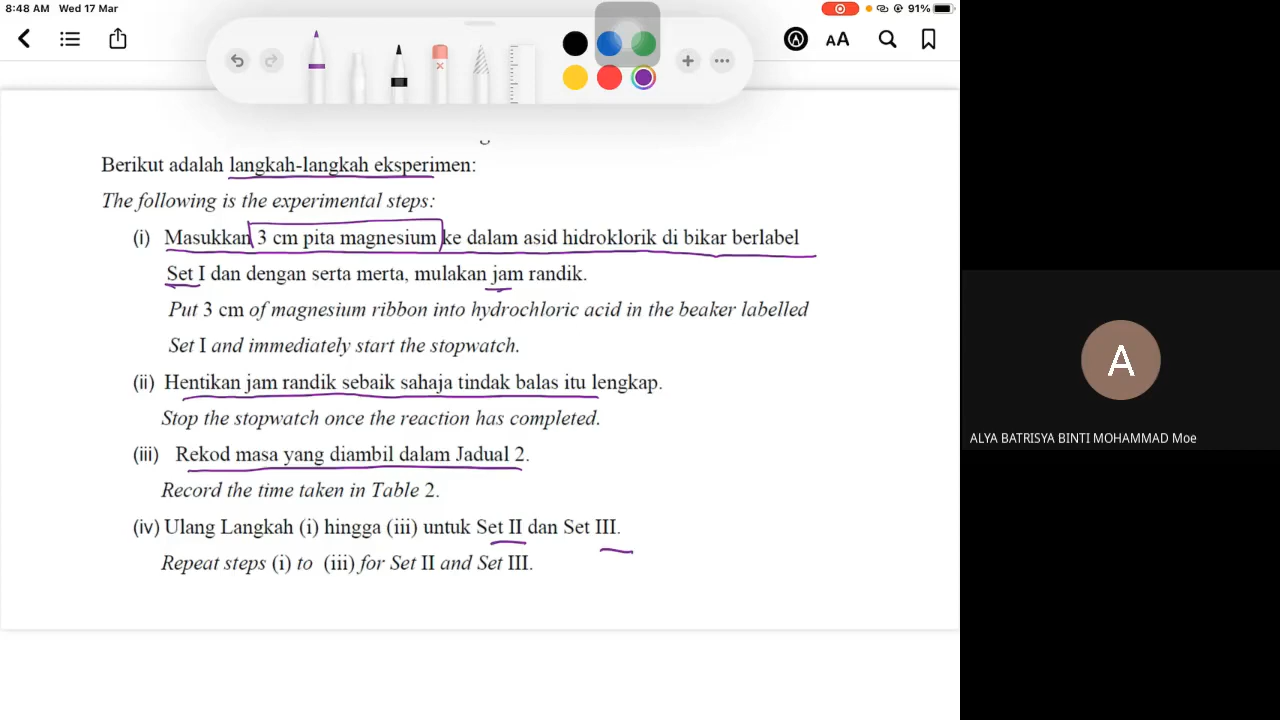 8:48 AM Wed 17 Mar
91%
AA
Berikut adalah langkah-langkah eksperimen:
The following is the experimental steps:
(i) Masukkan 3 cm pita magnesium ke dalam asid hidroklorik di bikar berlabel
Set I dan dengan serta merta, mulakan jam randik.
Put 3 cm of magnesium ribbon into hydrochloric acid in the beaker labelled
Set I and immediately start the stopwatch.
(ii) Hentikan jam randik sebaik sahaja tindak balas itu lengkap.
Stop the stopwatch once the reaction has completed.
(iii) Rekod masa yang diambil dalam Jadual 2.
Record the time taken in Table 2.
(iv) Ulang Langkah (i) hingga (iii) untuk Set II dan Set III.
Repeat steps (i) to (iii) for Set II and Set III.
A
ALYA BATRISYA BINTI MOHAMMAD Moe